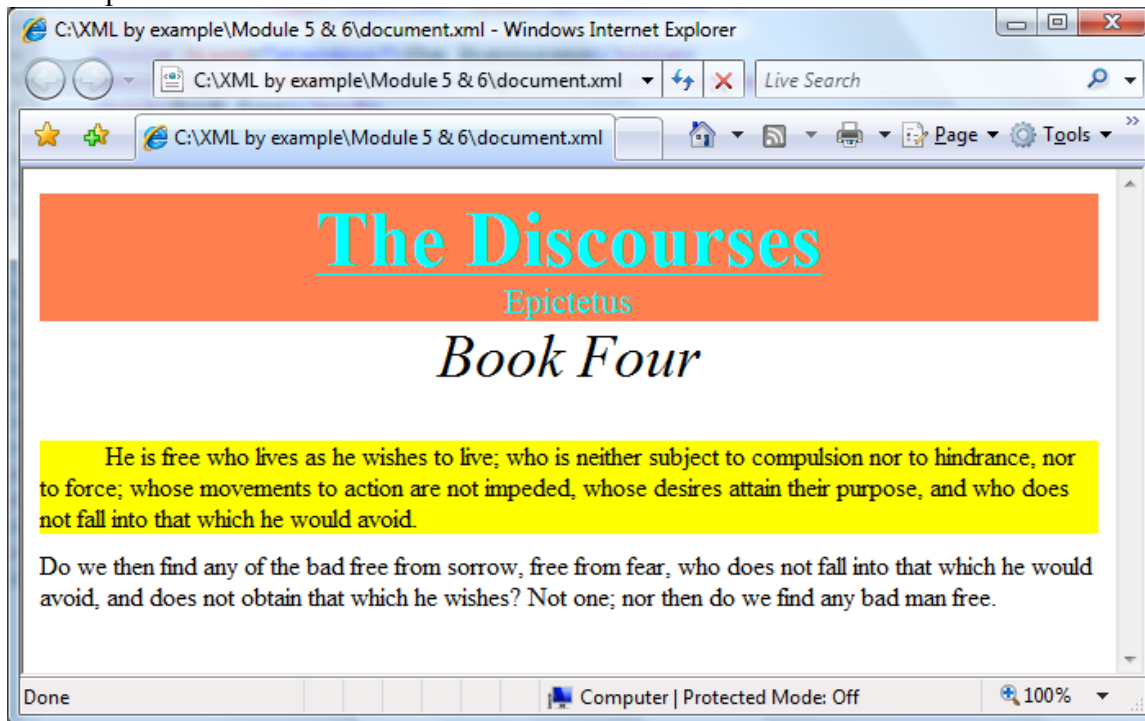 C:\XML by example\Module 5 & 6\document.xml - Windows Internet Explorer
C:\XML by example\Module 5 & 6\document.xml
Live Search
C:\XML by example\Module 5 & 6\document.xml
Page
Tools
The Discourses
Epictetus
Book Four
He is free who lives as he wishes to live; who is neither subject to compulsion nor to hindrance, nor
to force; whose movements to action are not impeded, whose desires attain their purpose, and who does
not fall into that which he would avoid.
Do we then find any of the bad free from sorrow, free from fear, who does not fall into that which he would
avoid, and does not obtain that which he wishes? Not one; nor then do we find any bad man free.
Done
Computer | Protected Mode: Off
100%